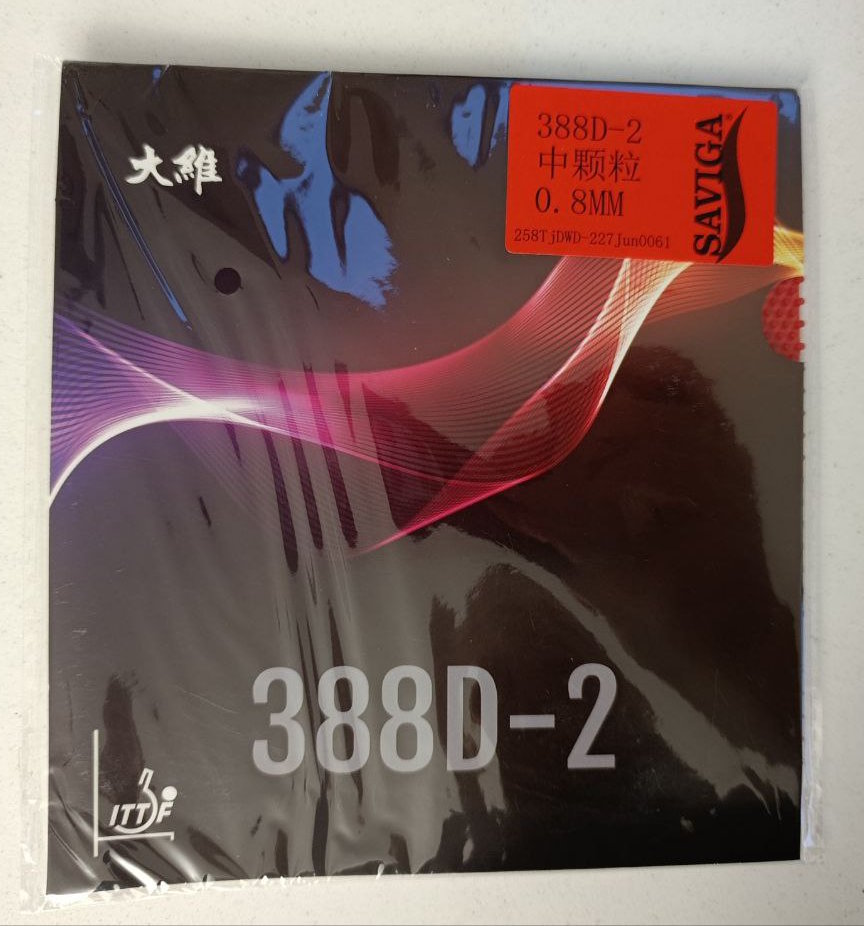 大維
388D-2
中颗粒
0.8MM
258TjDWD-227Jun0061
SAVIGA®
388D-2
ITTF